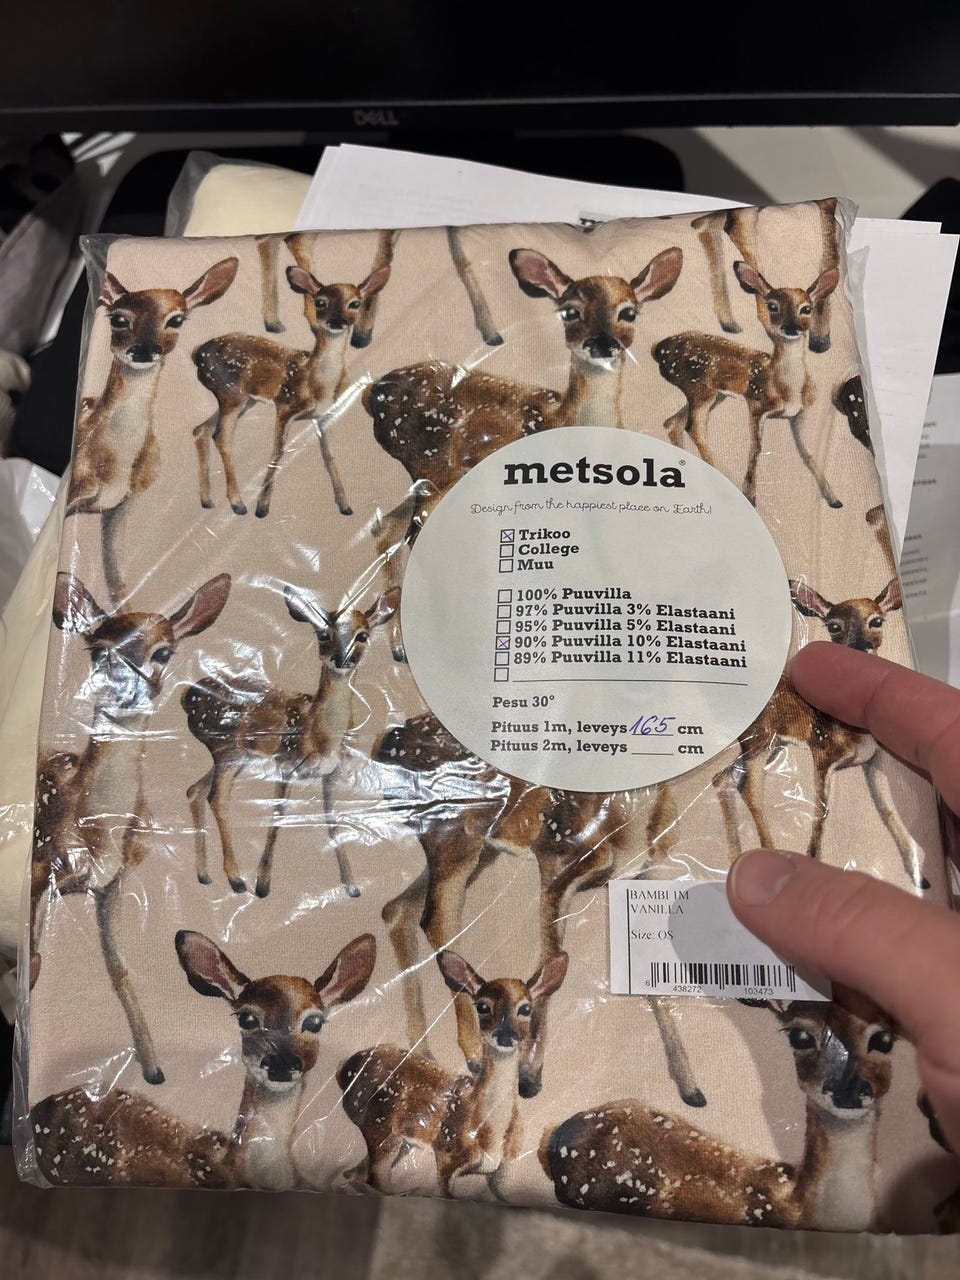 DELL
metsola®
Design from the happiest place on Earth!
Trikoo
College
Muu
100% Puuvilla
97% Puuvilla 3% Elastaani
95% Puuvilla 5% Elastaani
90% Puuvilla 10% Elastaani
89% Puuvilla 11% Elastaani
Pesu 30°
Pituus 1m, leveys 165 cm
Pituus 2m, leveys ____ cm
BAMBI 1M
VANILLA
Size: OS
6 438272 103473